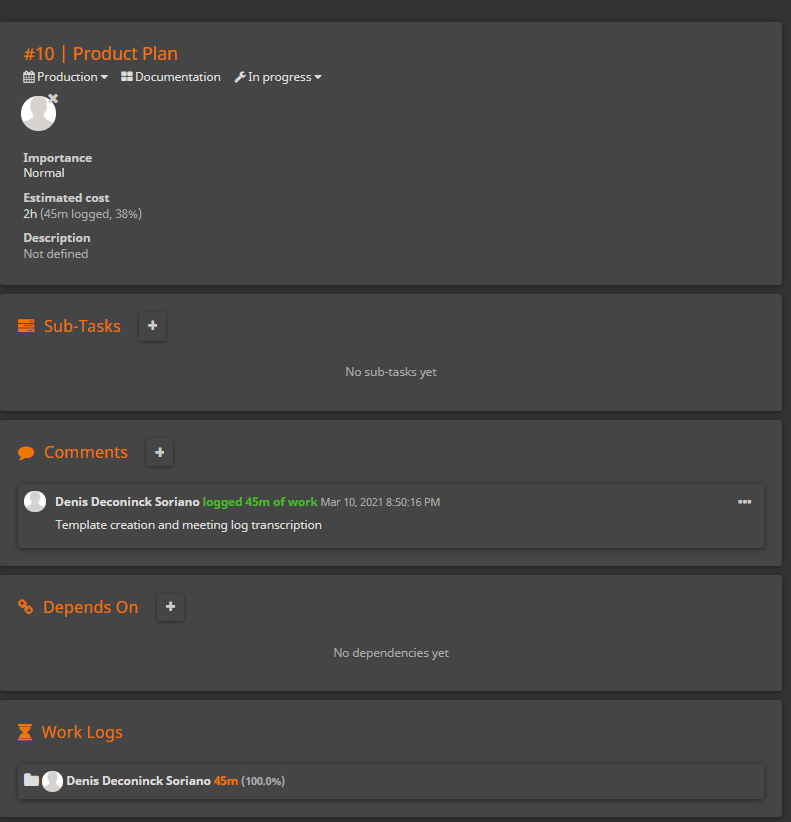 #10 | Product Plan
Production Documentation In progress
Importance
Normal
Estimated cost
2h (45m logged, 38%)
Description
Not defined
Sub-Tasks +
No sub-tasks yet
Comments +
Denis Deconinck Soriano logged 45m of work Mar 10, 2021 8:50:16 PM
Template creation and meeting log transcription
Depends On +
No dependencies yet
Work Logs
Denis Deconinck Soriano 45m (100.0%)